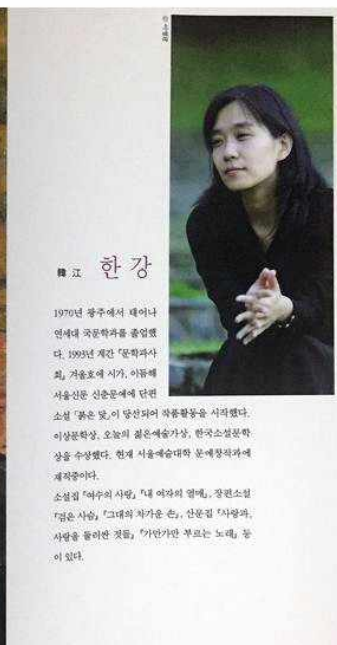 韓 江 한 강
1970년 광주에서 태어나
연세대 국문학과를 졸업했
다. 1993년 계간 『문학과사
회』 겨울호에 시가, 이듬해
서울신문 신춘문예에 단편
소설 「붉은 닻」이 당선되어 작품활동을 시작했다.
이상문학상, 오늘의 젊은예술가상, 한국소설문학
상을 수상했다. 현재 서울예술대학 문예창작과에
재직중이다.
소설집 『여수의 사랑』 『내 여자의 열매』, 장편소설
『검은 사슴』 『그대의 차가운 손』, 산문집 『사랑과,
사랑을 둘러싼 것들』 『가만가만 부르는 노래』 등
이 있다.